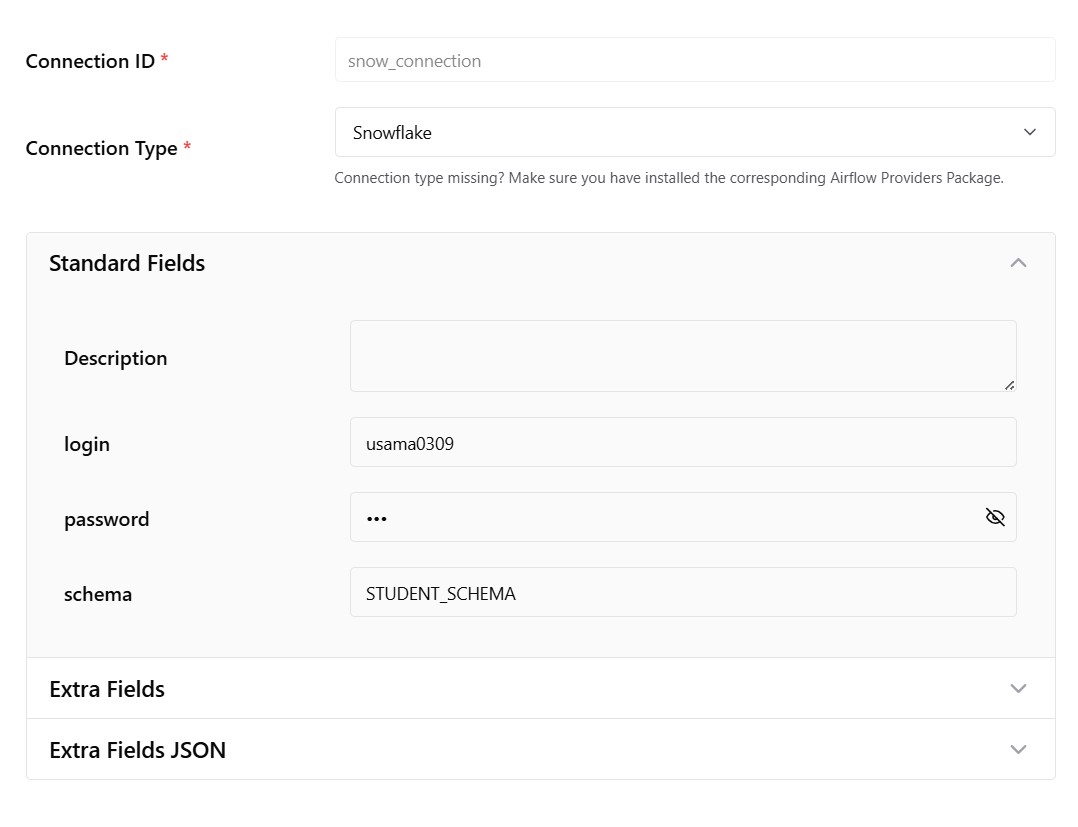 Connection ID *
snow_connection
Connection Type *
Snowflake
Connection type missing? Make sure you have installed the corresponding Airflow Providers Package.
Standard Fields
Description
login
usama0309
password
•••
schema
STUDENT_SCHEMA
Extra Fields
Extra Fields JSON